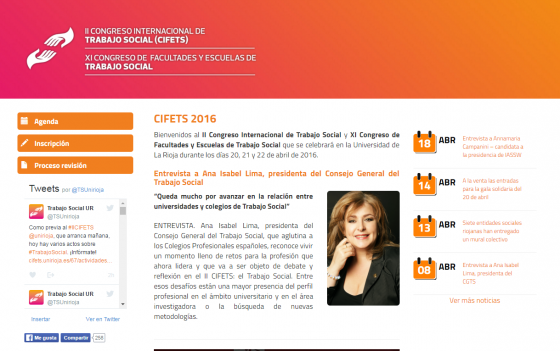 II CONGRESO INTERNACIONAL DE
TRABAJO SOCIAL (CIFETS)
XI CONGRESO DE FACULTADES Y ESCUELAS DE
TRABAJO SOCIAL
Agenda
Inscripción
Proceso revisión
Tweets por @TSUnirioja
Trabajo Social UR
@TSUnirioja
Como previa al #IICIFETS
@unirioja, que arranca mañana,
hoy hay varios actos sobre
#TrabajoSocial, ¡infórmate!
cifets.unirioja.es/67-actividades...
Trabajo Social UR
@TSUnirioja
Insertar
Ver en Twitter
Me gusta
Compartir
258
CIFETS 2016
Bienvenidos al II Congreso Internacional de Trabajo Social y XI Congreso de
Facultades y Escuelas de Trabajo Social que se celebrará en la Universidad de
La Rioja durante los días 20, 21 y 22 de abril de 2016.
Entrevista a Ana Isabel Lima, presidenta del Consejo General del
Trabajo Social
“Queda mucho por avanzar en la relación entre
universidades y colegios de Trabajo Social”
ENTREVISTA. Ana Isabel Lima, presidenta del
Consejo General del Trabajo Social, que aglutina a
los Colegios Profesionales españoles, reconoce vivir
un momento lleno de retos para la profesión que
ahora lidera y que va a ser objeto de debate y
reflexión en el II CIFETS: el Trabajo Social. Entre
esos desafíos están una mayor presencia del perfil
profesional en el ámbito universitario y en el área
investigadora o la búsqueda de nuevas
metodologías.
18 ABR
Entrevista a Annamaria
Campanini – candidata a
la presidencia de IASSW
14 ABR
A la venta las entradas
para la gala solidaria del
20 de abril
13 ABR
Siete entidades sociales
riojanas han entregado
un mural colectivo
08 ABR
Entrevista a Ana Isabel
Lima, presidenta del
CGTS
Ver más noticias